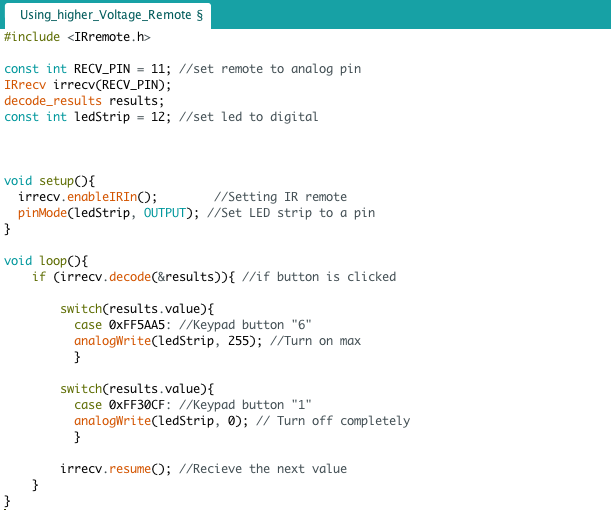 Using_higher_Voltage_Remote §
#include <IRremote.h>
const int RECV_PIN = 11; //set remote to analog pin
IRrecv irrecv(RECV_PIN);
decode_results results;
const int ledStrip = 12; //set led to digital
void setup(){
irrecv.enableIRIn(); //Setting IR remote
pinMode(ledStrip, OUTPUT); //Set LED strip to a pin
}
void loop(){
if (irrecv.decode(&results)){ //if button is clicked
switch(results.value){
case 0xFF5AA5: //Keypad button "6"
analogWrite(ledStrip, 255); //Turn on max
}
switch(results.value){
case 0xFF30CF: //Keypad button "1"
analogWrite(ledStrip, 0); // Turn off completely
}
irrecv.resume(); //Recieve the next value
}
}